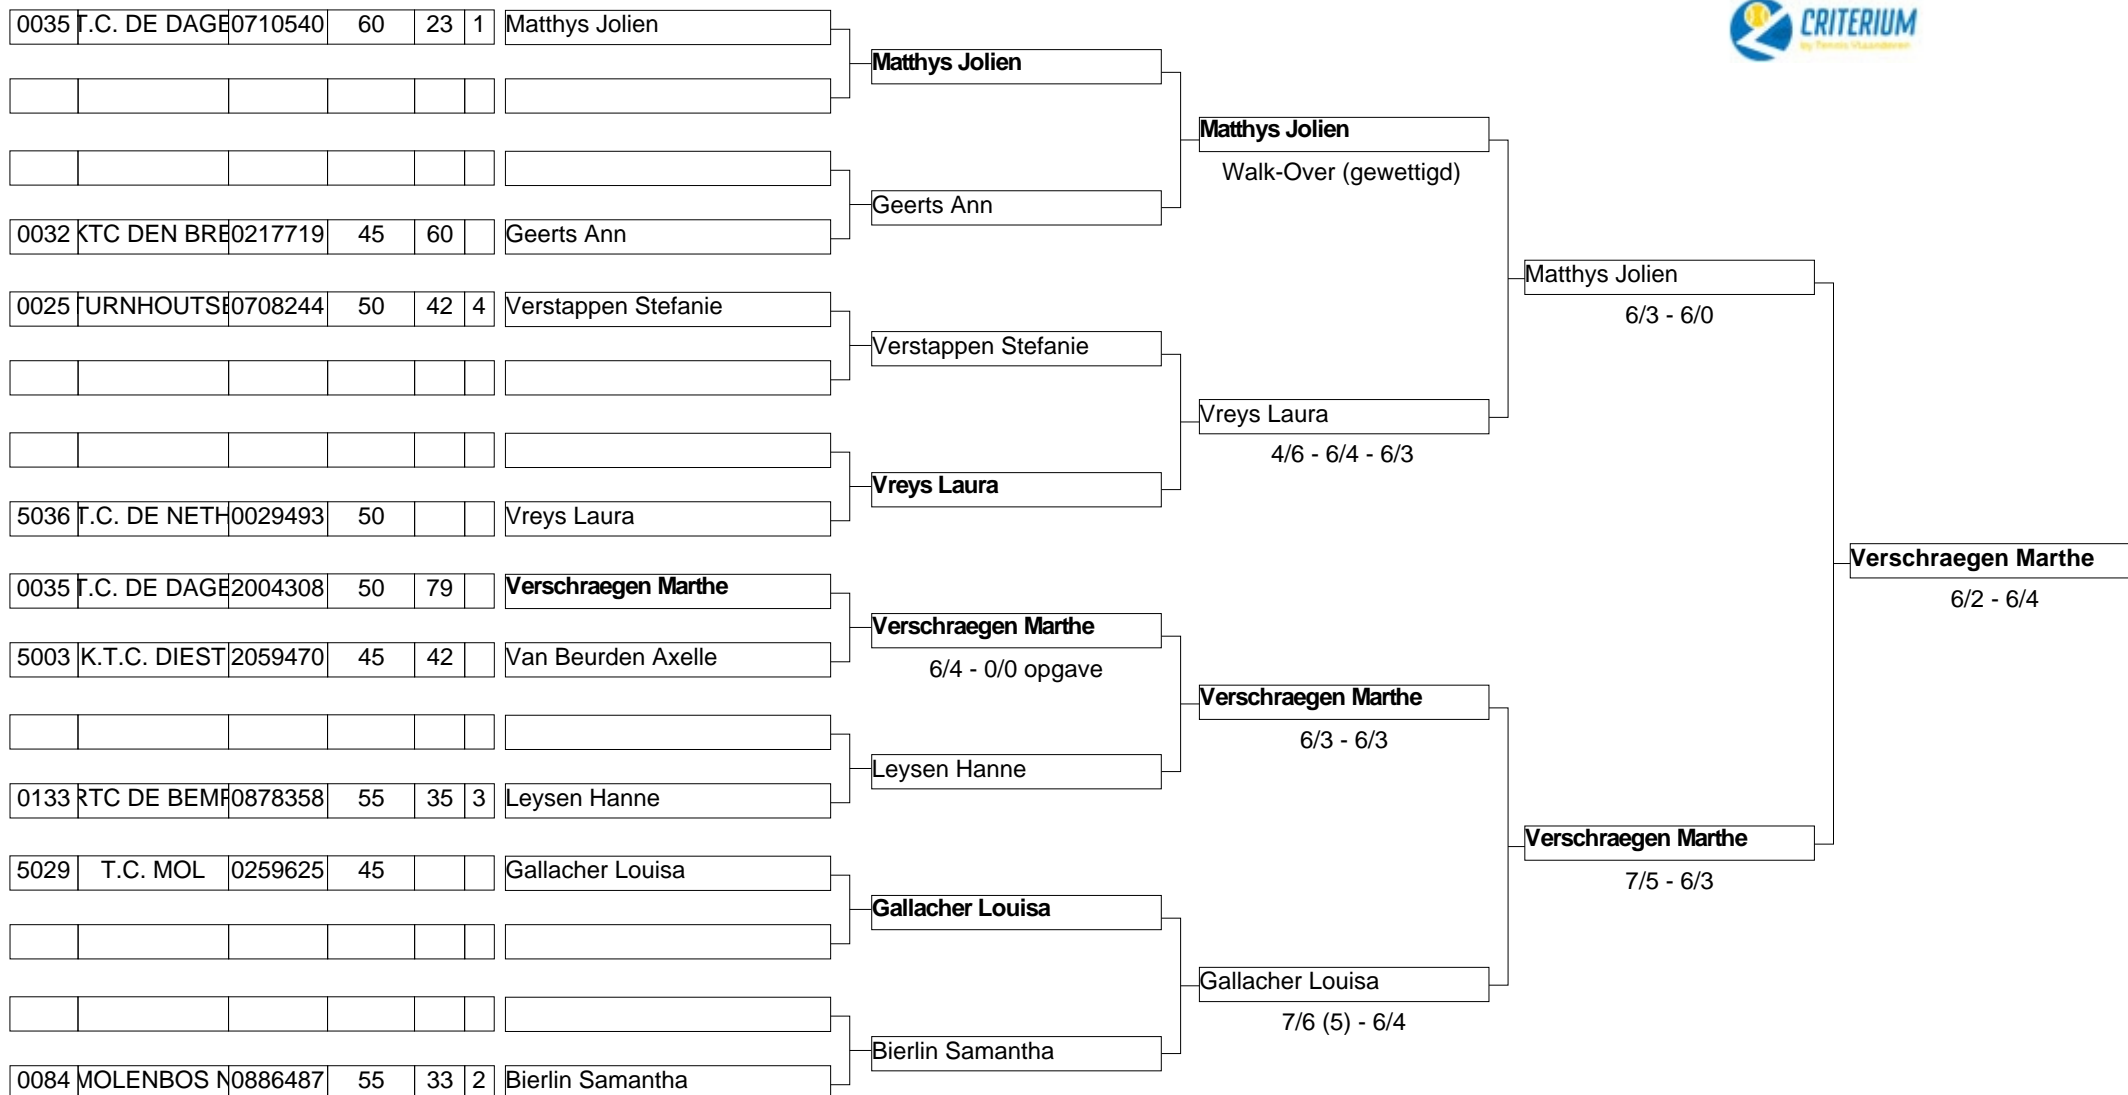 CRITERIUM
by Tennis Vlaanderen
0035 T.C. DE DAGE 0710540 60 23 1 Matthys Jolien
Matthys Jolien
Matthys Jolien
Walk-Over (gewettigd)
Geerts Ann
0032 KTC DEN BRE 0217719 45 60 Geerts Ann
Matthys Jolien
6/3 - 6/0
0025 TURNHOUTSE 0708244 50 42 4 Verstappen Stefanie
Verstappen Stefanie
Vreys Laura
4/6 - 6/4 - 6/3
Vreys Laura
5036 T.C. DE NETH 0029493 50 Vreys Laura
Verschraegen Marthe
6/2 - 6/4
0035 T.C. DE DAGE 2004308 50 79 Verschraegen Marthe
Verschraegen Marthe
6/4 - 0/0 opgave
5003 K.T.C. DIEST 2059470 45 42 Van Beurden Axelle
Verschraegen Marthe
6/3 - 6/3
Leysen Hanne
0133 RTC DE BEMP 0878358 55 35 3 Leysen Hanne
Verschraegen Marthe
7/5 - 6/3
5029 T.C. MOL 0259625 45 Gallacher Louisa
Gallacher Louisa
Gallacher Louisa
7/6 (5) - 6/4
Bierlin Samantha
0084 MOLENBOS N 0886487 55 33 2 Bierlin Samantha